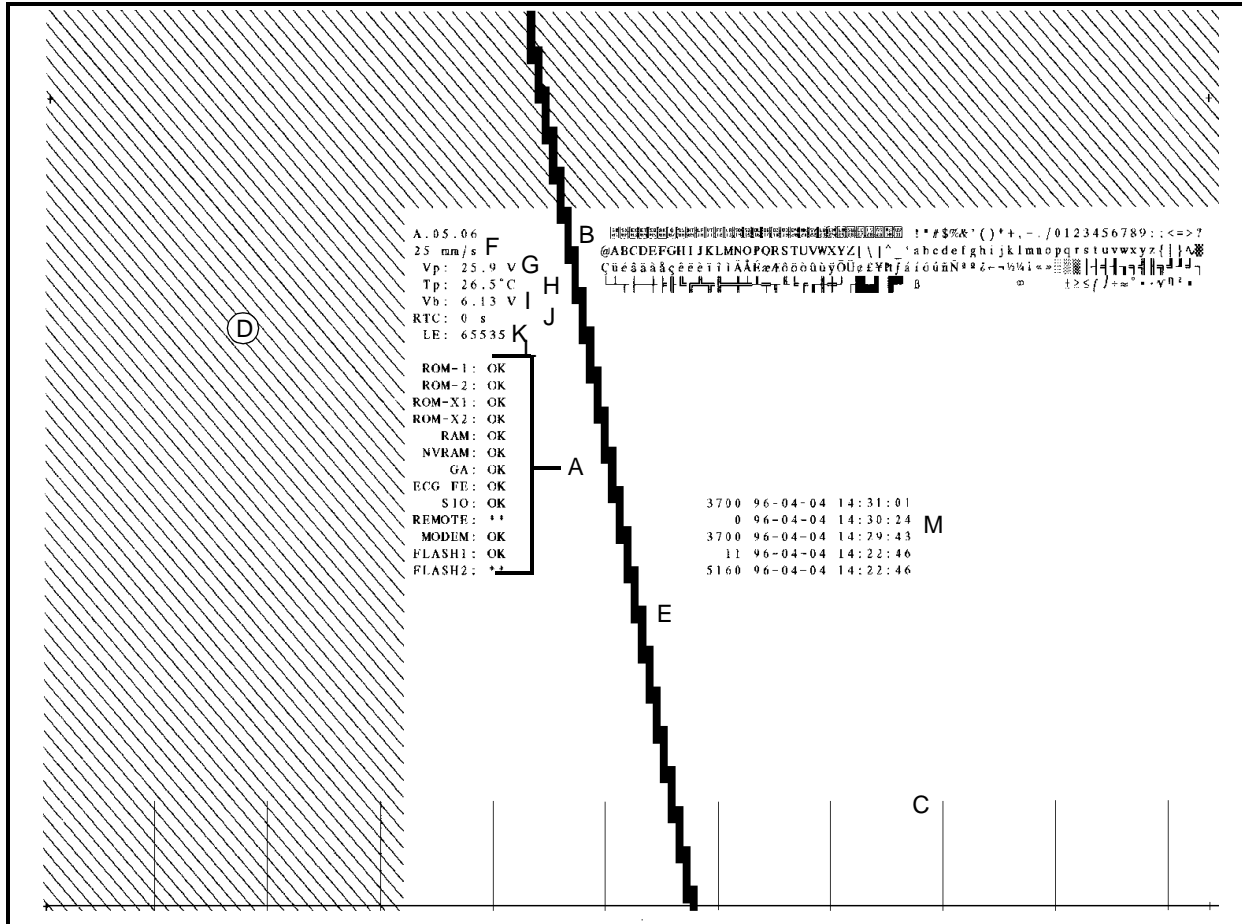 A.05.06
25 mm/s
F
Vp: 25.9 V
G
Tp: 26.5°C
H
Vb: 6.13 V
I
RTC: 0 s
J
LE: 65535
K
L
B
!"#$%&'()*+,-./0123456789:;<=>?
@ABCDEFGHIJKLMNOPQRSTUVWXYZ[\]^_`abcdefghijklmnopqrstuvwxyz{|}
D
ROM-1: OK
ROM-2: OK
ROM-X1: OK
ROM-X2: OK
RAM: OK
NVRAM: OK
GA: OK
ECG FE: OK
SIO: OK
REMOTE: **
MODEM: OK
FLASH1: OK
FLASH2: **
A
3700 96-04-04 14:31:01
0 96-04-04 14:30:24
3700 96-04-04 14:29:43
11 96-04-04 14:22:46
5160 96-04-04 14:22:46
M
E
C